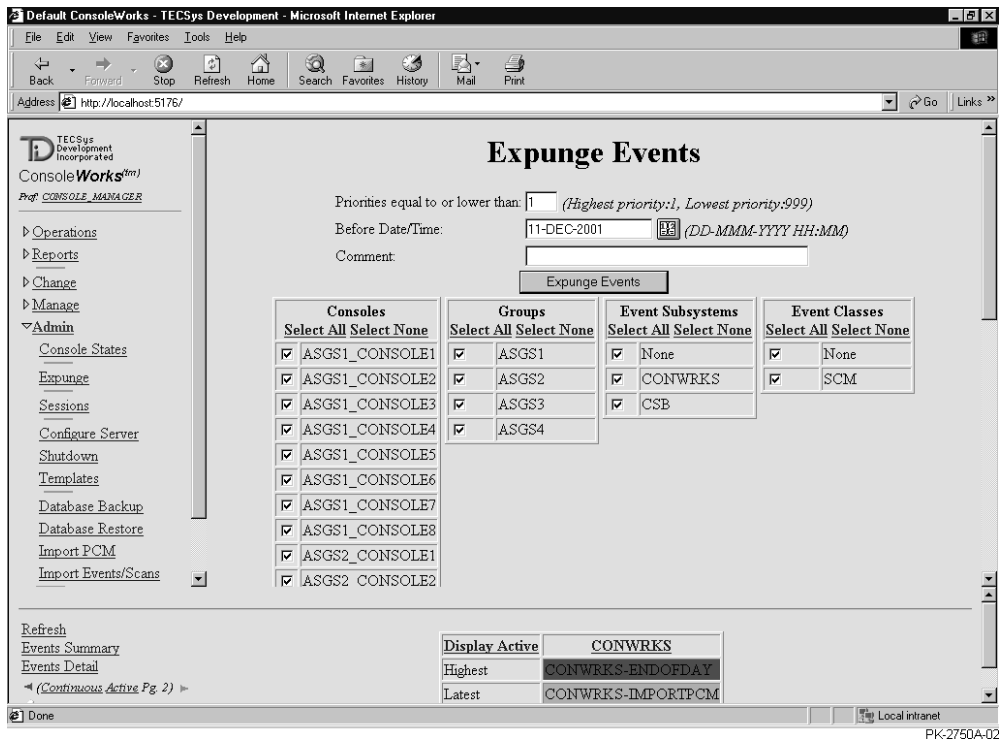 Default ConsoleWorks - TECSys Development - Microsoft Internet Explorer
File Edit View Favorites Tools Help
Back Forward Stop Refresh Home Search Favorites History Mail Print
Address http://localhost:5176/ Go Links »
TECSys
Development
Incorporated
ConsoleWorks(tm)
Prof: CONSOLE_MANAGER
Operations
Reports
Change
Manage
Admin
Console States
Expunge
Sessions
Configure Server
Shutdown
Templates
Database Backup
Database Restore
Import PCM
Import Events/Scans
Expunge Events
Priorities equal to or lower than: 1 (Highest priority:1, Lowest priority:999)
Before Date/Time: 11-DEC-2001 (DD-MMM-YYYY HH:MM)
Comment:
Expunge Events
Consoles
Select All Select None
ASGS1_CONSOLE1
ASGS1_CONSOLE2
ASGS1_CONSOLE3
ASGS1_CONSOLE4
ASGS1_CONSOLE5
ASGS1_CONSOLE6
ASGS1_CONSOLE7
ASGS1_CONSOLE8
ASGS2_CONSOLE1
ASGS2_CONSOLE2
Groups
Select All Select None
ASGS1
ASGS2
ASGS3
ASGS4
Event Subsystems
Select All Select None
None
CONWRKS
CSB
Event Classes
Select All Select None
None
SCM
Refresh
Events Summary
Events Detail
(Continuous Active Pg. 2)
Display Active CONWRKS
Highest CONWRKS-ENDOFDAY
Latest CONWRKS-IMPORTPCM
Done Local intranet
PK-2750A-02